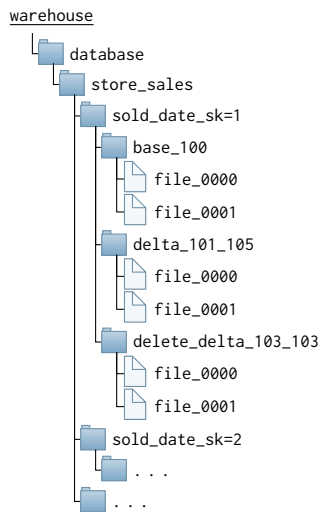 warehouse
database
store_sales
sold_date_sk=1
base_100
file_0000
file_0001
delta_101_105
file_0000
file_0001
delete_delta_103_103
file_0000
file_0001
sold_date_sk=2
. . .
. . .